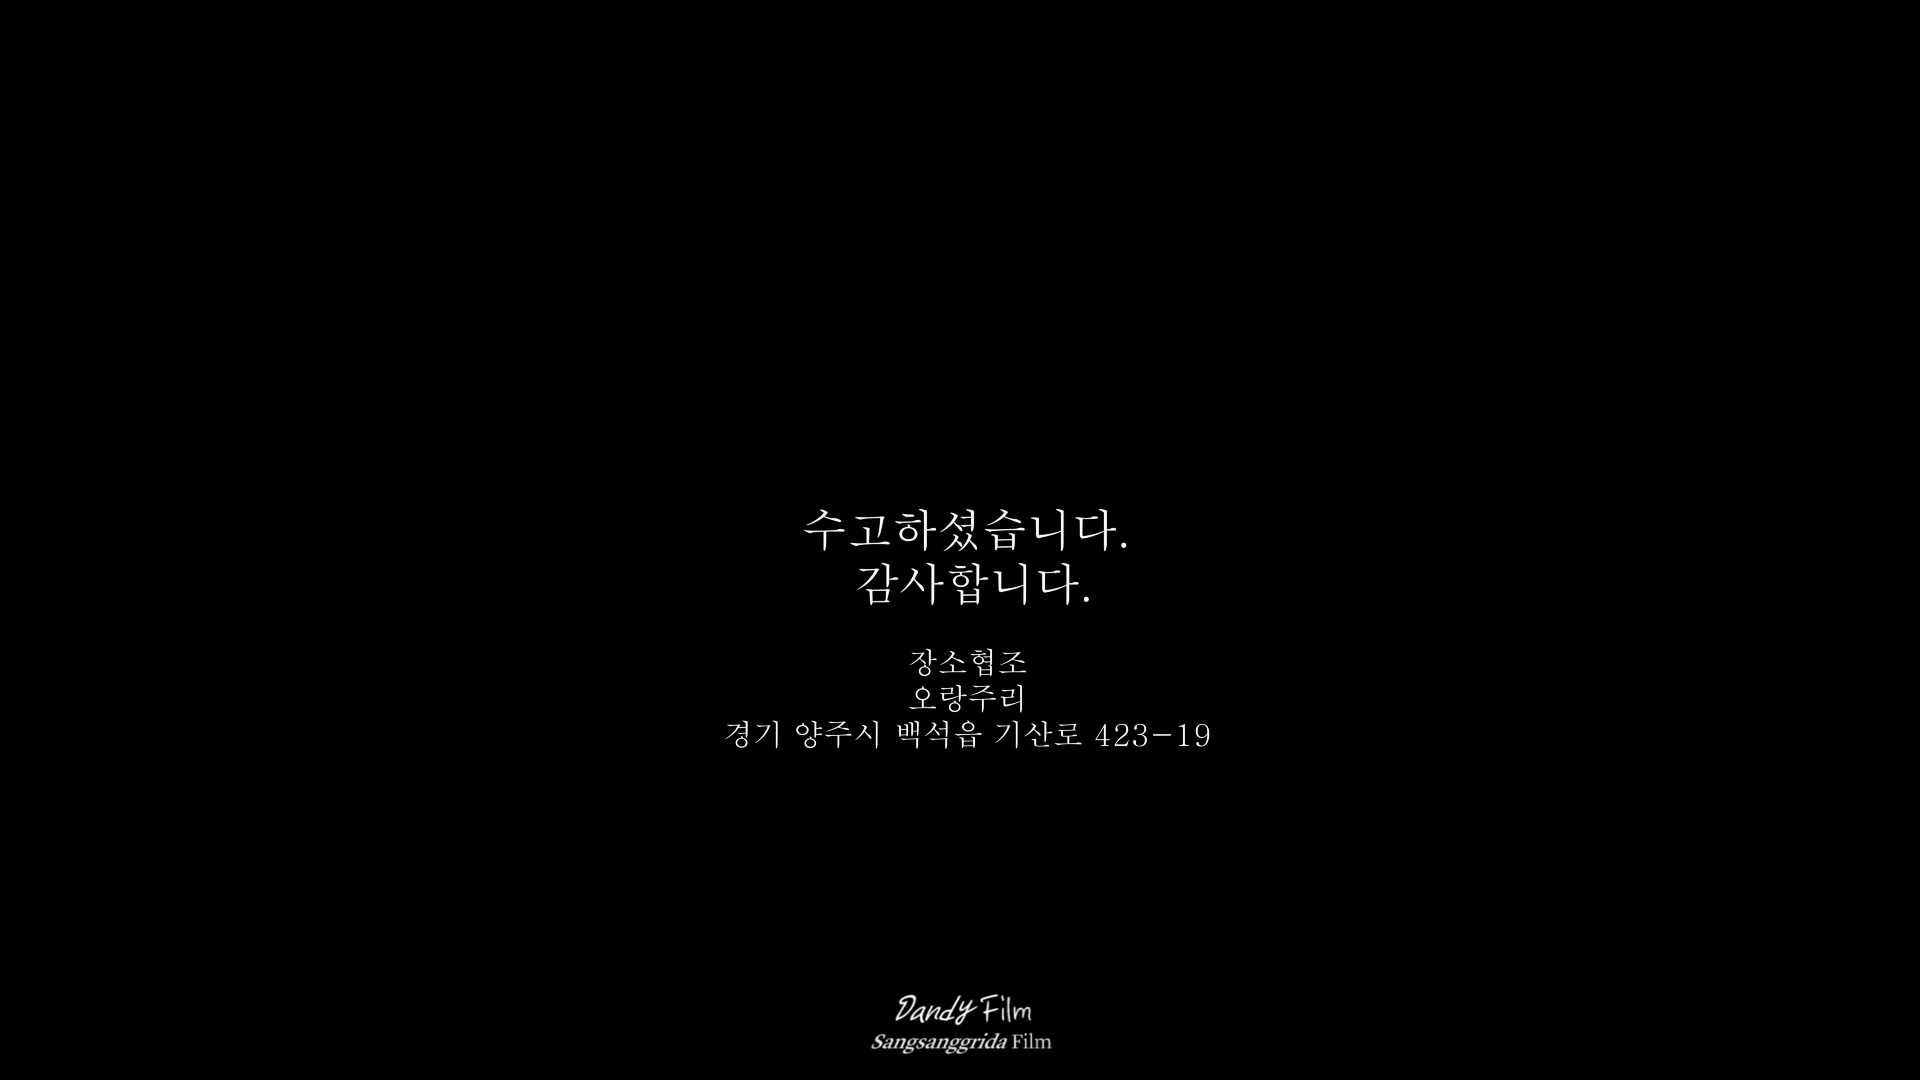 수고하셨습니다.
감사합니다.
장소협조
오랑주리
경기 양주시 백석읍 기산로 423-19
Dandy Film
Sangsanggrida Film